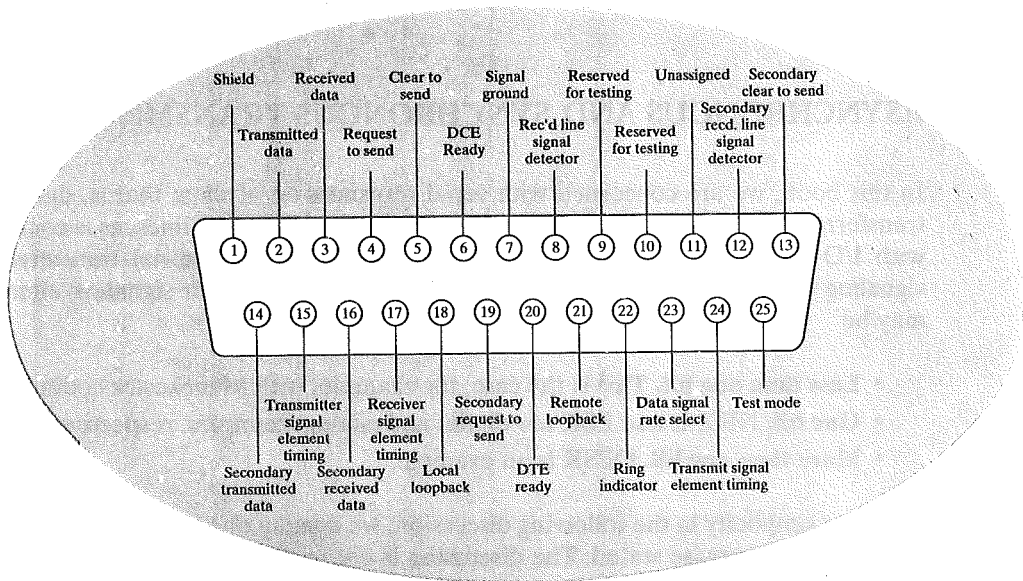 Shield
Received
data
Clear to
send
Signal
ground
Reserved
for testing
Unassigned
Secondary
clear to send
Transmitted
data
Request
to send
DCE
Ready
Rec'd line
signal
detector
Reserved
for testing
Secondary
recd. line
signal
detector
1 2 3 4 5 6 7 8 9 10 11 12 13
14 15 16 17 18 19 20 21 22 23 24 25
Transmitter
signal
element
timing
Receiver
signal
element
timing
Secondary
request to
send
Remote
loopback
Data signal
rate select
Test mode
Secondary
transmitted
data
Secondary
received
data
Local
loopback
DTE
ready
Ring
indicator
Transmit signal
element timing